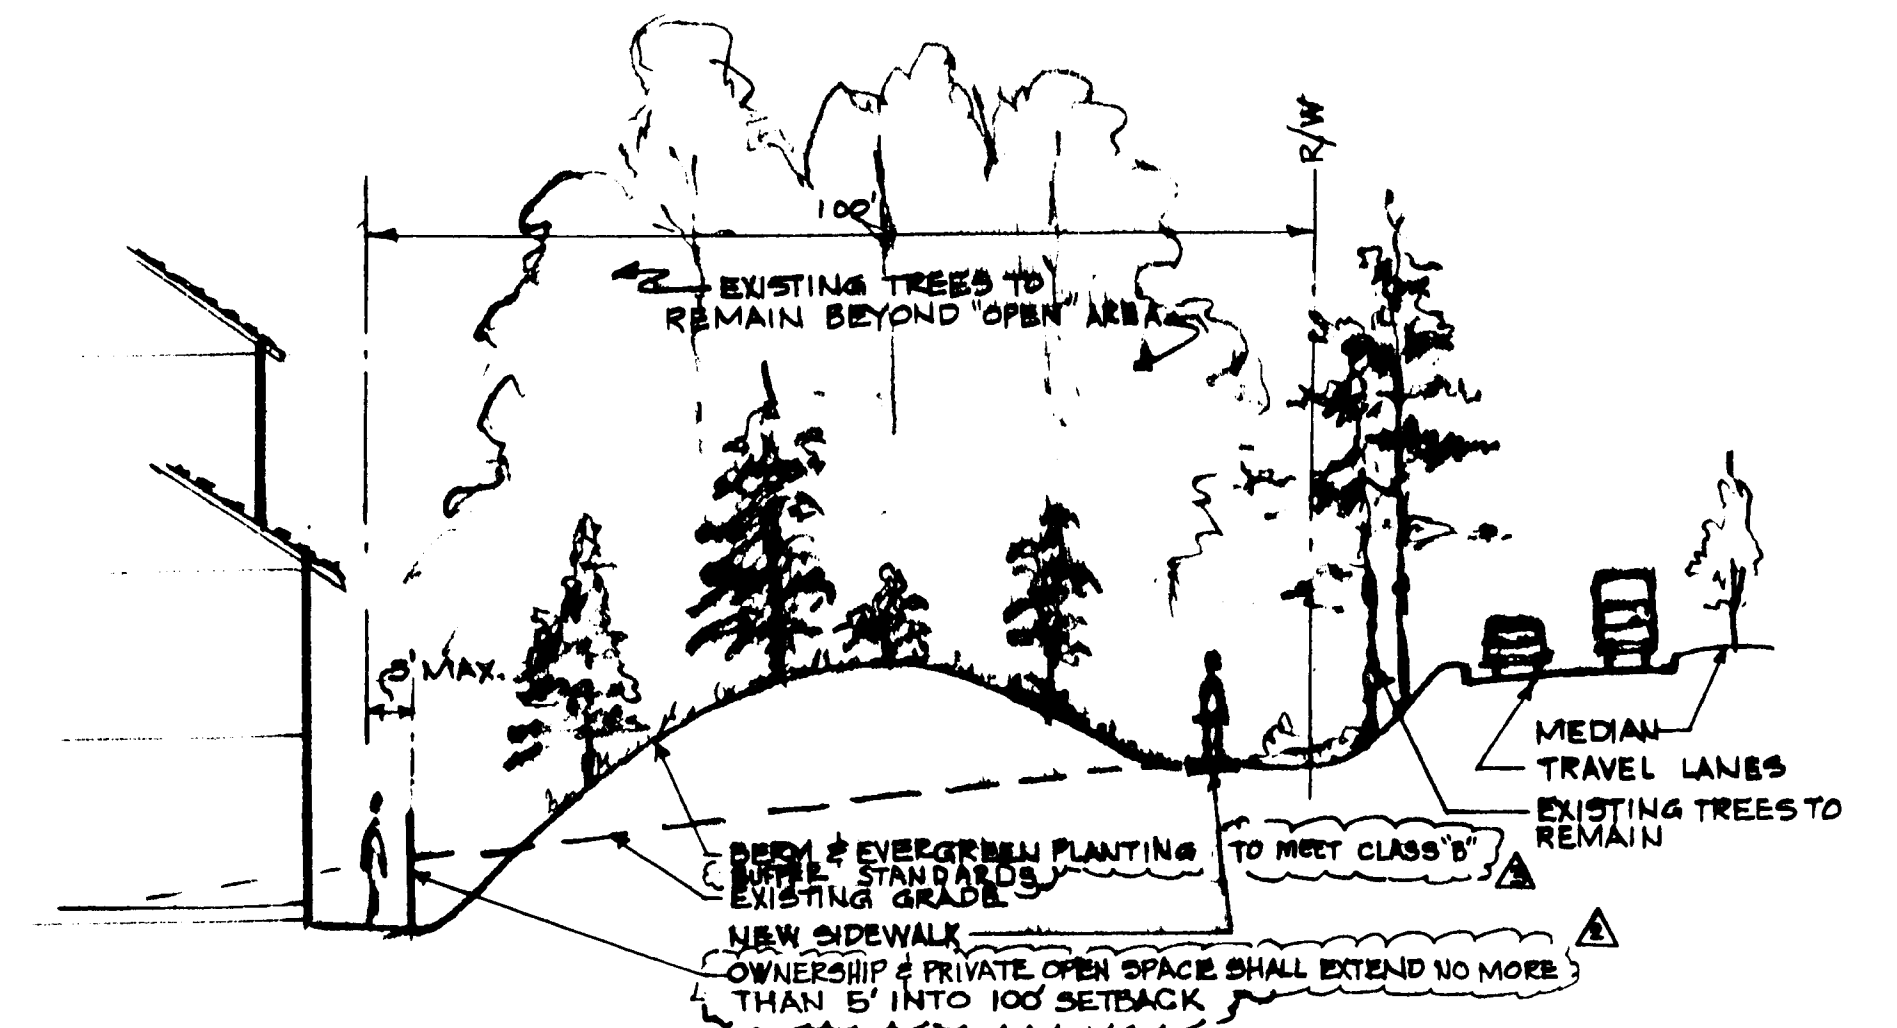 R/W
100'
EXISTING TREES TO
REMAIN BEYOND "OPEN" AREA
5' MAX.
MEDIAN
TRAVEL LANES
EXISTING TREES TO
REMAIN
BERM & EVERGREEN PLANTING TO MEET CLASS "B"
BUFFER STANDARDS
EXISTING GRADE
NEW SIDEWALK
2
OWNERSHIP & PRIVATE OPEN SPACE SHALL EXTEND NO MORE
THAN 5' INTO 100' SETBACK